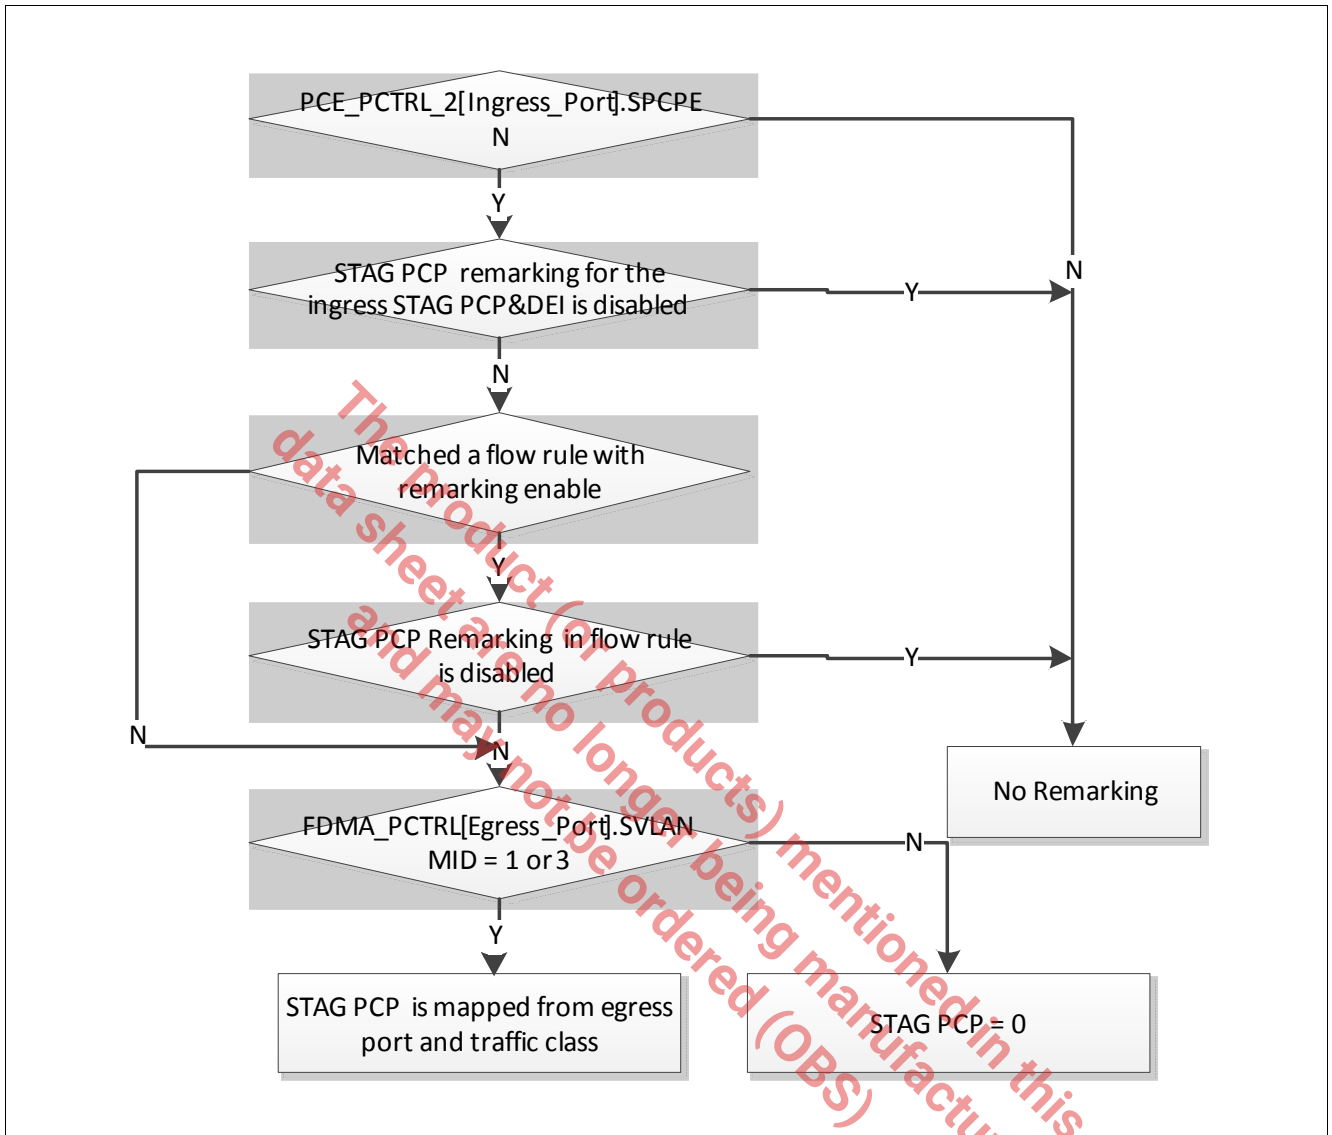 PCE_PCTRL_2[Ingress_Port].SPCPE
N
Y
N
STAG PCP remarking for the
ingress STAG PCP&DEI is disabled
Y
N
Matched a flow rule with
remarking enable
Y
STAG PCP Remarking in flow rule
is disabled
Y
N
N
No Remarking
FDMA_PCTRL[Egress_Port].SVLAN
MID = 1 or 3
N
Y
STAG PCP is mapped from egress
port and traffic class
STAG PCP = 0
The product (or products) mentioned in this
data sheet are no longer being manufactu
and may not be ordered (OBS)